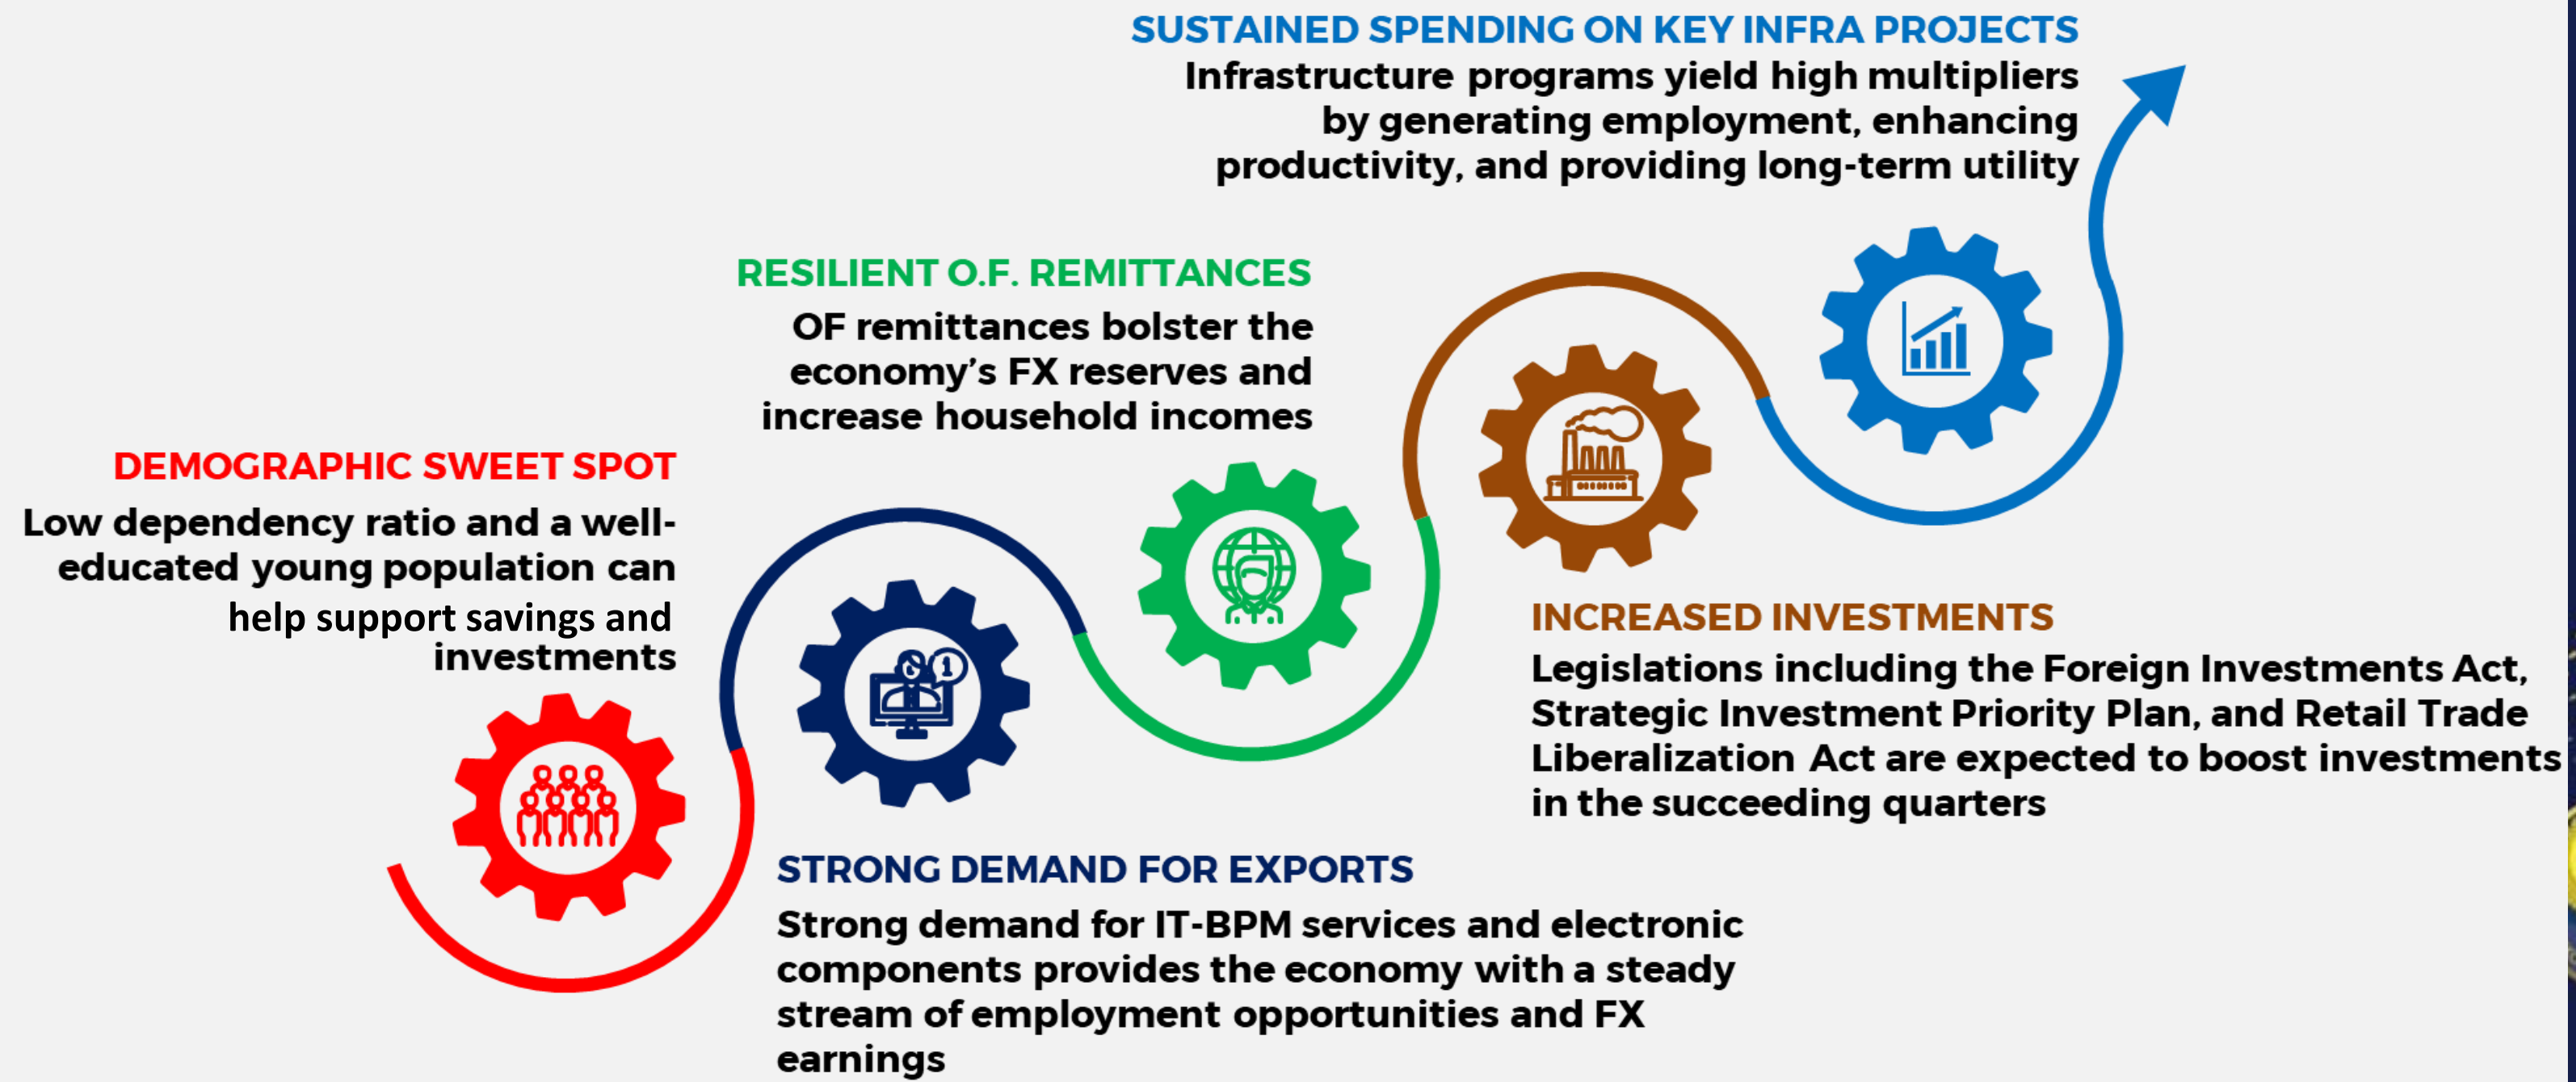 SUSTAINED SPENDING ON KEY INFRA PROJECTS
Infrastructure programs yield high multipliers
by generating employment, enhancing
productivity, and providing long-term utility
RESILIENT O.F. REMITTANCES
OF remittances bolster the
economy’s FX reserves and
increase household incomes
DEMOGRAPHIC SWEET SPOT
Low dependency ratio and a well-
educated young population can
help support savings and
investments
INCREASED INVESTMENTS
Legislations including the Foreign Investments Act,
Strategic Investment Priority Plan, and Retail Trade
Liberalization Act are expected to boost investments
in the succeeding quarters
STRONG DEMAND FOR EXPORTS
Strong demand for IT-BPM services and electronic
components provides the economy with a steady
stream of employment opportunities and FX
earnings